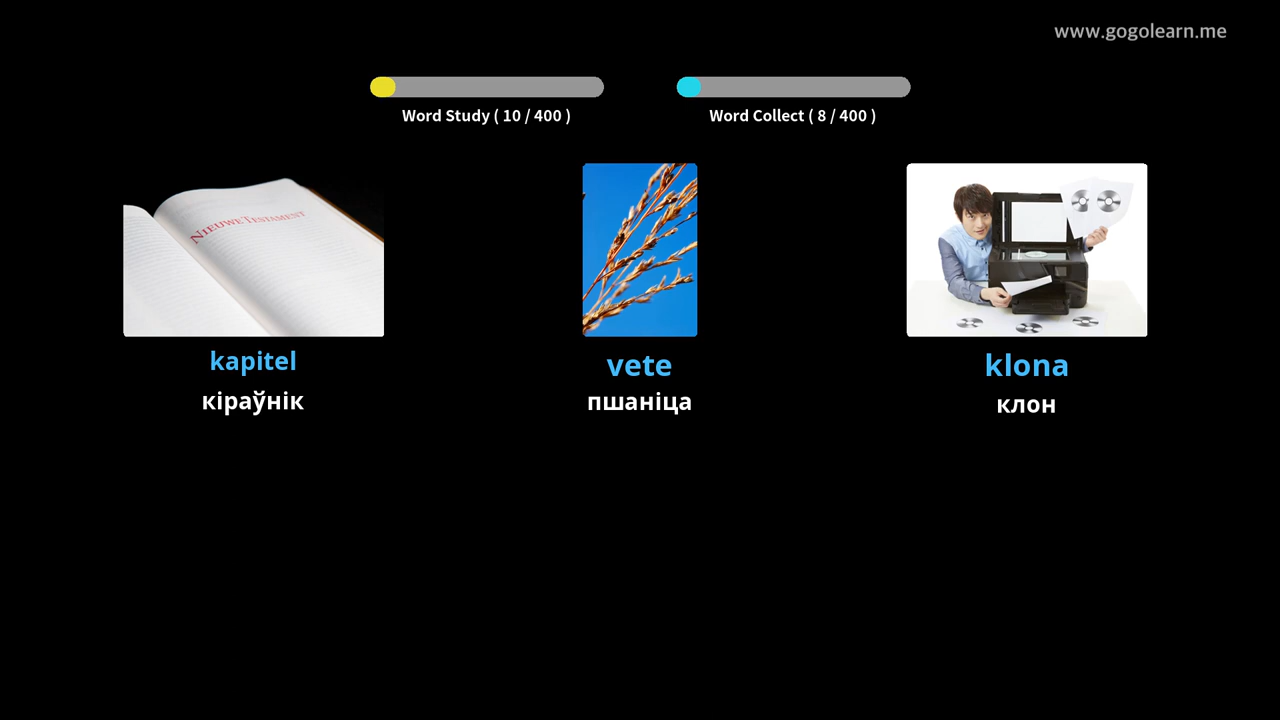 www.gogolearn.me
Word Study ( 10 / 400 )
Word Collect ( 8 / 400 )
NIEUWE TESTAMENT
kapitel
кіраўнік
vete
пшаніца
klona
клон